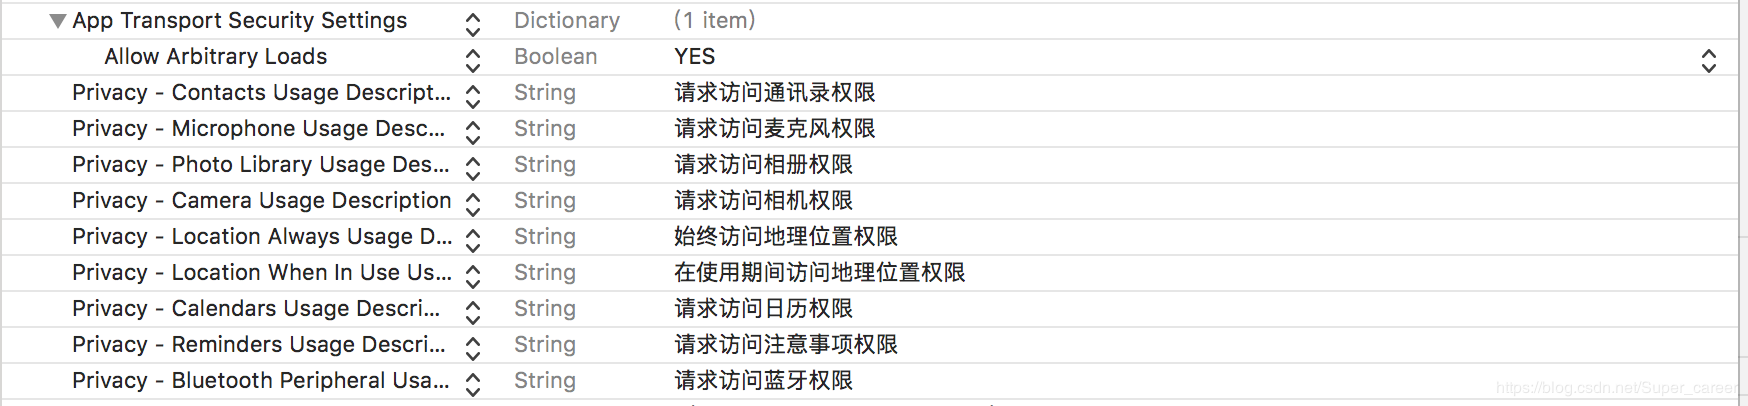 App Transport Security Settings Dictionary (1 item)
Allow Arbitrary Loads Boolean YES
Privacy - Contacts Usage Descript... String 请求访问通讯录权限
Privacy - Microphone Usage Desc... String 请求访问麦克风权限
Privacy - Photo Library Usage Des... String 请求访问相册权限
Privacy - Camera Usage Description String 请求访问相机权限
Privacy - Location Always Usage D... String 始终访问地理位置权限
Privacy - Location When In Use Us... String 在使用期间访问地理位置权限
Privacy - Calendars Usage Descri... String 请求访问日历权限
Privacy - Reminders Usage Descri... String 请求访问注意事项权限
Privacy - Bluetooth Peripheral Usa... String 请求访问蓝牙权限
https://blog.csdn.net/Super_career